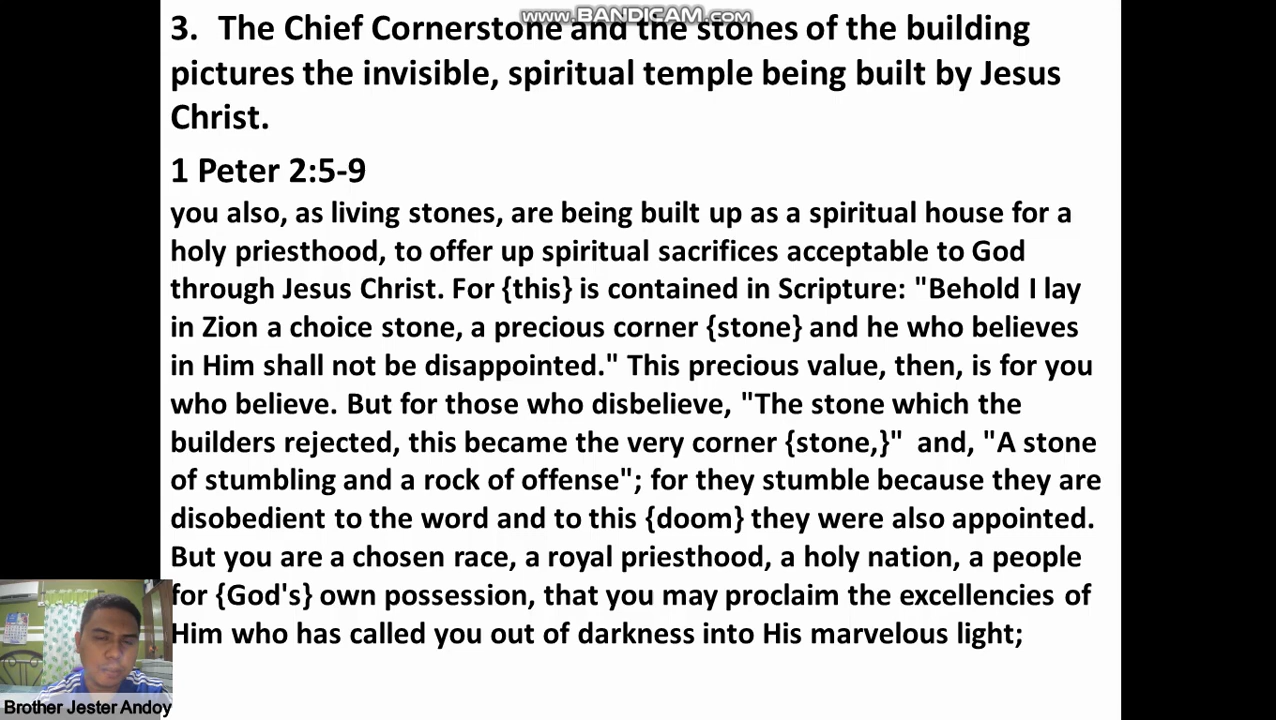 www.BANDICAM.com
3. The Chief Cornerstone and the stones of the building
pictures the invisible, spiritual temple being built by Jesus
Christ.
1 Peter 2:5-9
you also, as living stones, are being built up as a spiritual house for a
holy priesthood, to offer up spiritual sacrifices acceptable to God
through Jesus Christ. For {this} is contained in Scripture: "Behold I lay
in Zion a choice stone, a precious corner {stone} and he who believes
in Him shall not be disappointed." This precious value, then, is for you
who believe. But for those who disbelieve, "The stone which the
builders rejected, this became the very corner {stone,}" and, "A stone
of stumbling and a rock of offense"; for they stumble because they are
disobedient to the word and to this {doom} they were also appointed.
But you are a chosen race, a royal priesthood, a holy nation, a people
for {God's} own possession, that you may proclaim the excellencies of
Him who has called you out of darkness into His marvelous light;
Brother Jester Andoy